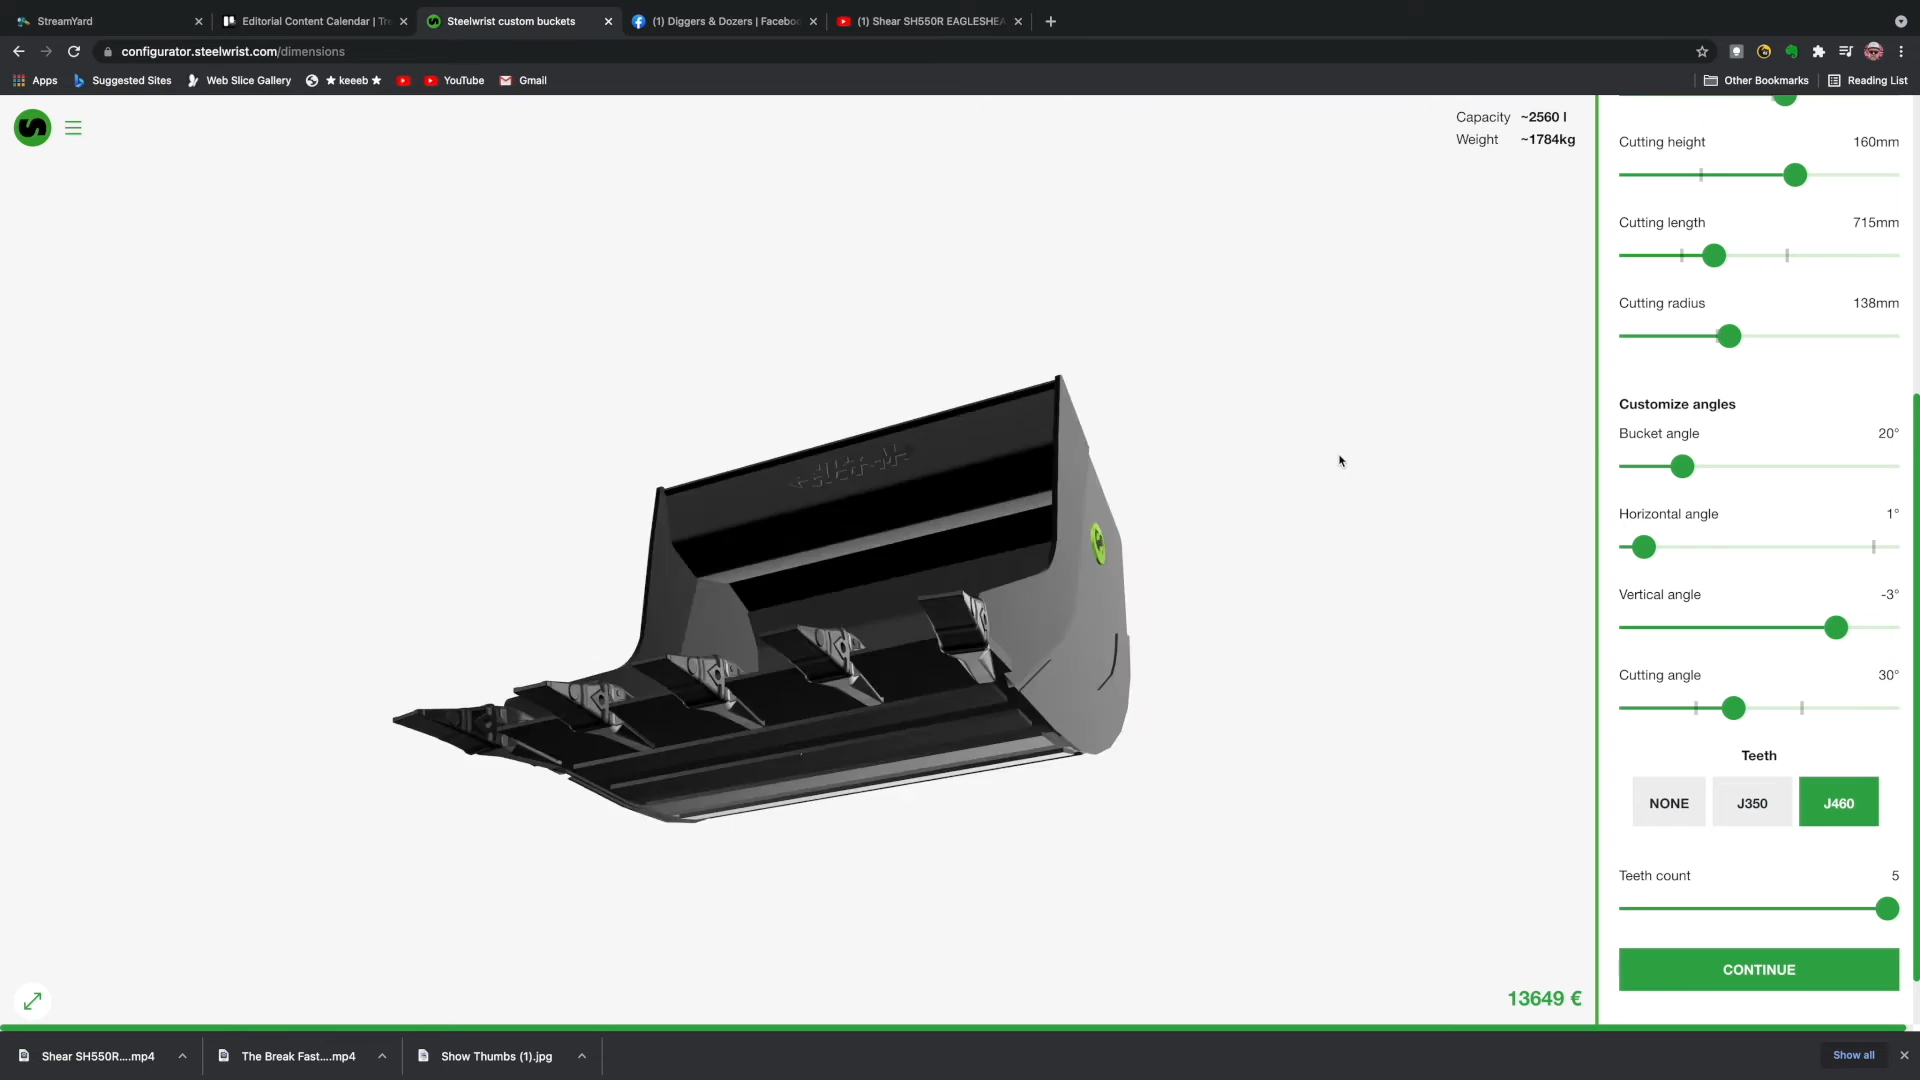 StreamYard
Editorial Content Calendar | Tre
Steelwrist custom buckets
(1) Diggers & Dozers | Faceboo
(1) Shear SH550R EAGLESHEA
configurator.steelwrist.com/dimensions
Apps
Suggested Sites
Web Slice Gallery
★ keeeb ★
YouTube
Gmail
Other Bookmarks
Reading List
Capacity ~2560 l
Weight ~1784kg
Cutting height 160mm
Cutting length 715mm
Cutting radius 138mm
Customize angles
Bucket angle 20°
Horizontal angle 1°
Vertical angle -3°
Cutting angle 30°
Teeth
NONE
J350
J460
Teeth count 5
CONTINUE
13649 €
Shear SH550R....mp4
The Break Fast....mp4
Show Thumbs (1).jpg
Show all